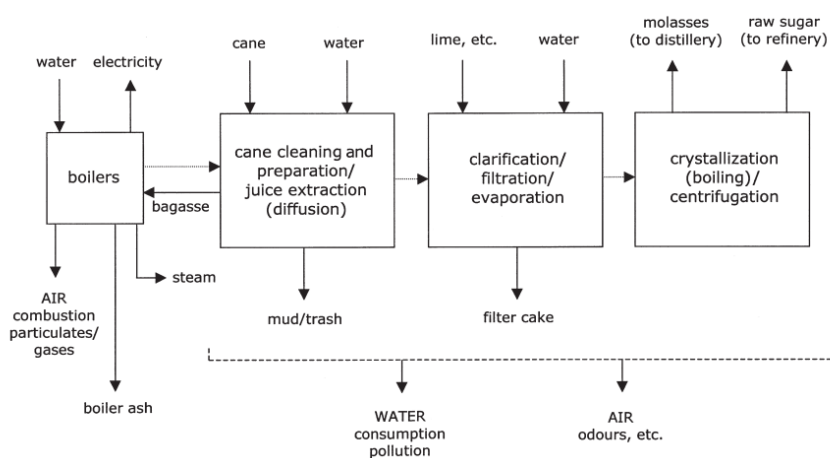 molasses
(to distillery)
raw sugar
(to refinery)
cane
water
lime, etc.
water
water
electricity
boilers
cane cleaning and
preparation/
juice extraction
(diffusion)
clarification/
filtration/
evaporation
crystallization
(boiling)/
centrifugation
bagasse
steam
AIR
combustion
particulates/
gases
mud/trash
filter cake
boiler ash
WATER
consumption
pollution
AIR
odours, etc.